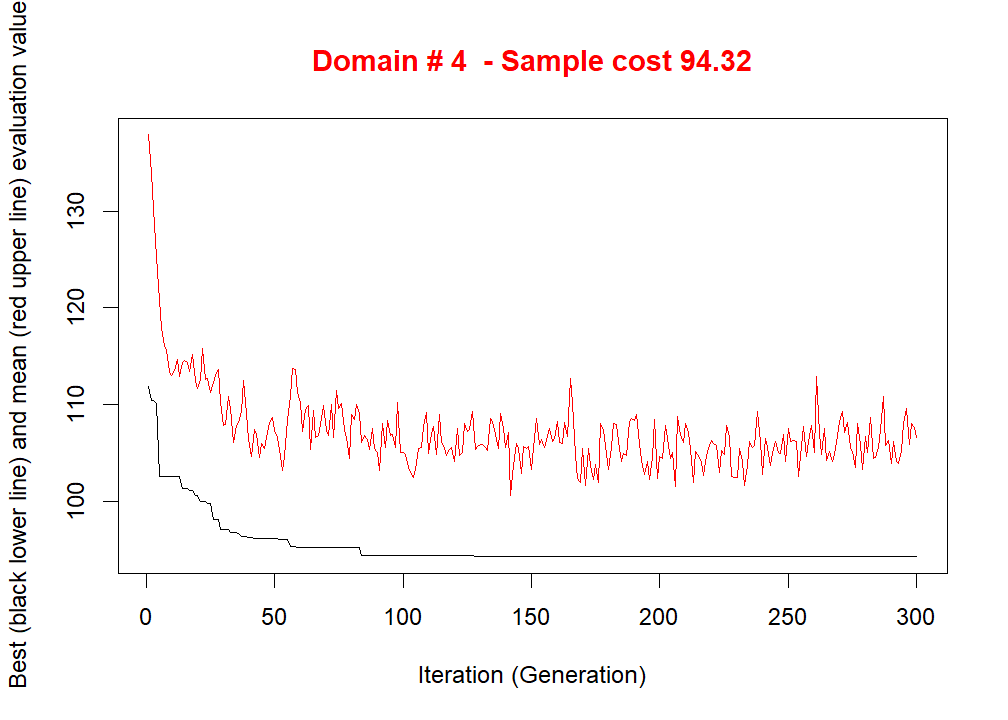 Domain # 4  - Sample cost 94.32
Best (black lower line) and mean (red upper line) evaluation value
130
120
110
100
0 50 100 150 200 250 300
Iteration (Generation)